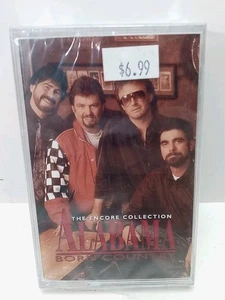 $6.99
THE ENCORE COLLECTION
ALABAMA
BORN COUNTRY